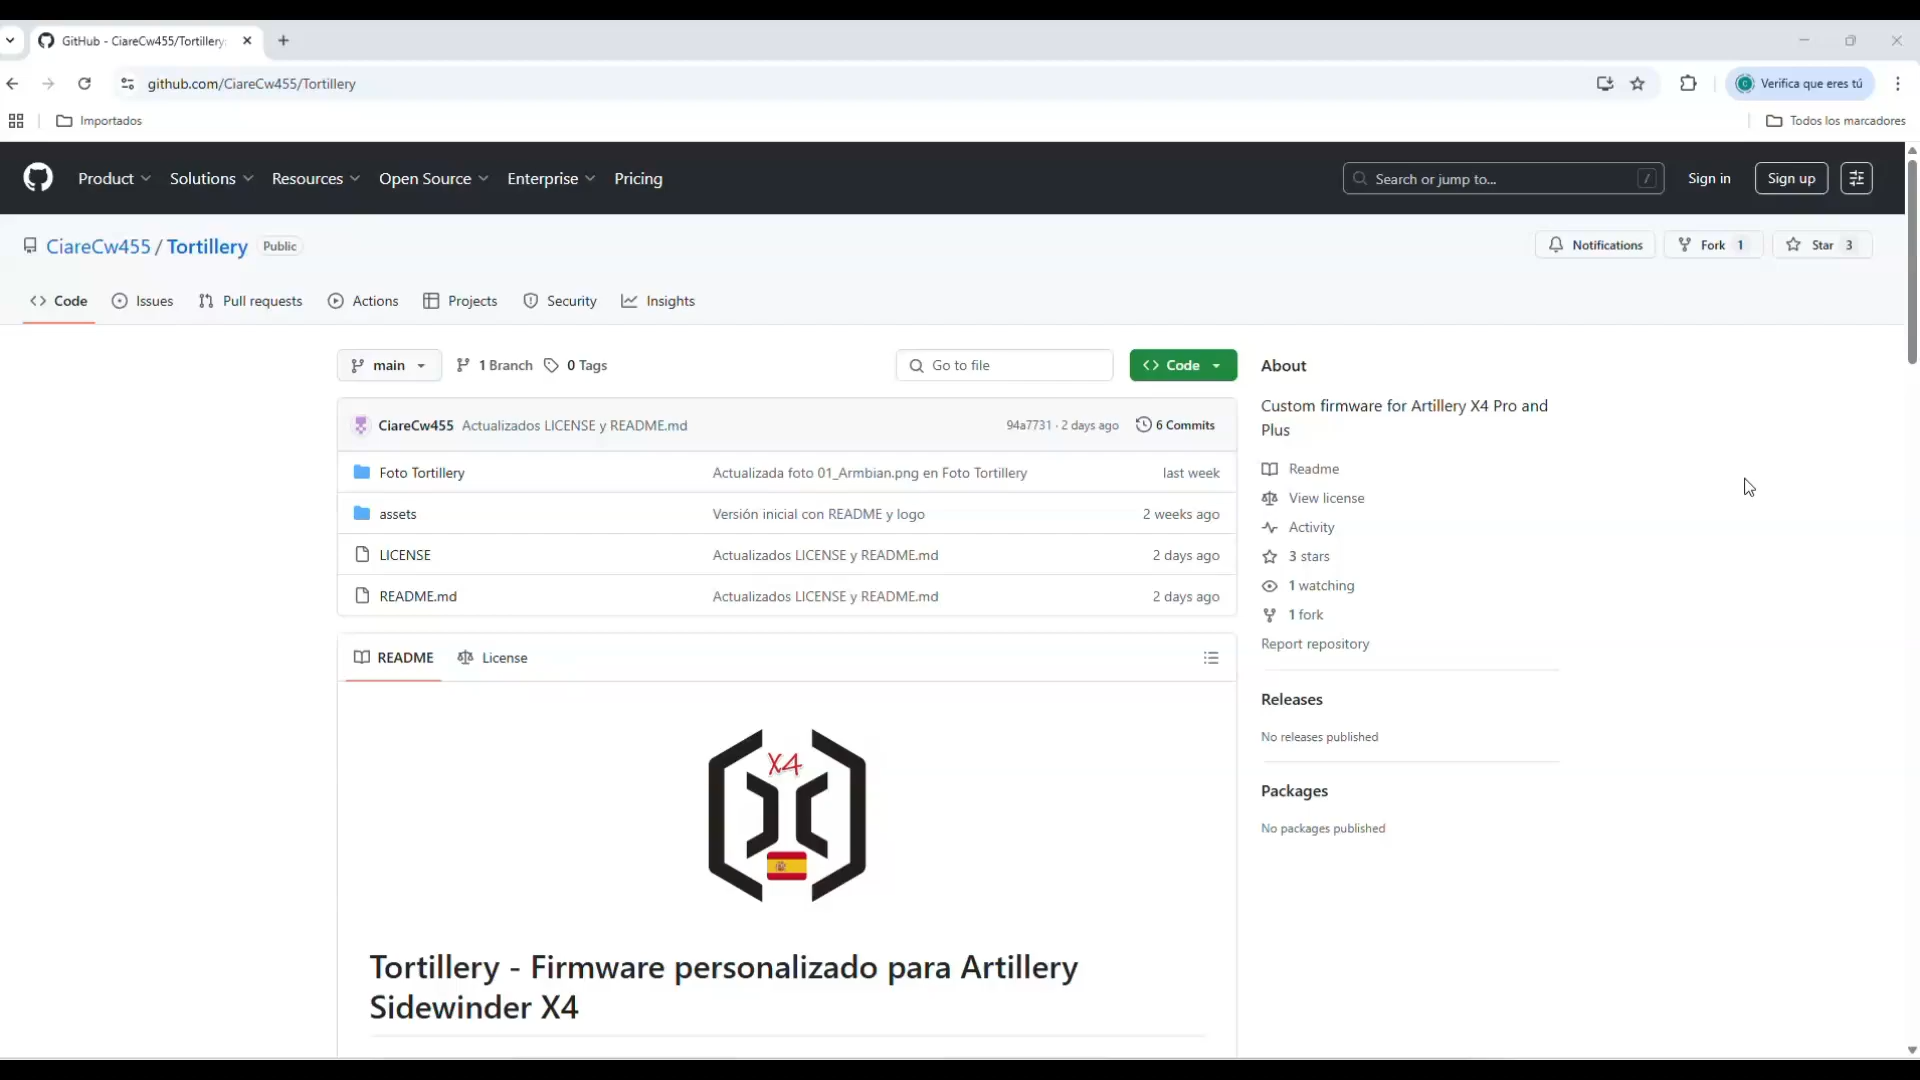 GitHub - CiareCw455/Tortillery:
github.com/CiareCw455/Tortillery
Verifica que eres tú
Importados
Todos los marcadores
Product Solutions Resources Open Source Enterprise Pricing
Search or jump to... /
Sign in
Sign up
CiareCw455 / Tortillery Public
Notifications
Fork 1
Star 3
Code Issues Pull requests Actions Projects Security Insights
main 1 Branch 0 Tags
Go to file
Code
CiareCw455 Actualizados LICENSE y README.md 94a7731 · 2 days ago 6 Commits
Foto Tortillery Actualizada foto 01_Armbian.png en Foto Tortillery last week
assets Versión inicial con README y logo 2 weeks ago
LICENSE Actualizados LICENSE y README.md 2 days ago
README.md Actualizados LICENSE y README.md 2 days ago
README License
X4
Tortillery - Firmware personalizado para Artillery
Sidewinder X4
About
Custom firmware for Artillery X4 Pro and
Plus
Readme
View license
Activity
3 stars
1 watching
1 fork
Report repository
Releases
No releases published
Packages
No packages published